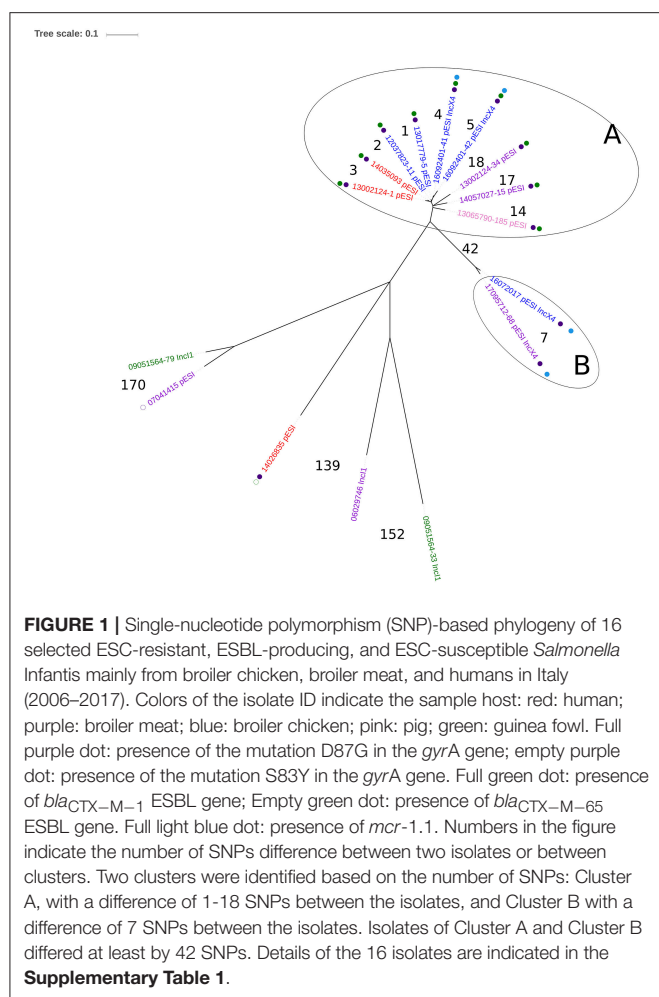 Tree scale: 0.1
A
4
5
1
2
3
18
17
14
16092401-41 pESI IncX4
16092401-42 pESI IncX4
13017779-5 pESI
12037823-11 pESI
14035093 pESI
13002124-1 pESI
13002124-34 pESI
14057027-15 pESI
13065790-185 pESI
42
16072017 pESI IncX4
17095712-68 pESI IncX4
7
B
09051564-79 IncI1
170
07041415 pESI
14026835 pESI
139
06029746 IncI1
152
09051564-33 IncI1
FIGURE 1 | Single-nucleotide polymorphism (SNP)-based phylogeny of 16
selected ESC-resistant, ESBL-producing, and ESC-susceptible Salmonella
Infantis mainly from broiler chicken, broiler meat, and humans in Italy
(2006–2017). Colors of the isolate ID indicate the sample host: red: human;
purple: broiler meat; blue: broiler chicken; pink: pig; green: guinea fowl. Full
purple dot: presence of the mutation D87G in the gyrA gene; empty purple
dot: presence of the mutation S83Y in the gyrA gene. Full green dot: presence
of blaCTX−M−1 ESBL gene; Empty green dot: presence of blaCTX−M−65
ESBL gene. Full light blue dot: presence of mcr-1.1. Numbers in the figure
indicate the number of SNPs difference between two isolates or between
clusters. Two clusters were identified based on the number of SNPs: Cluster
A, with a difference of 1-18 SNPs between the isolates, and Cluster B with a
difference of 7 SNPs between the isolates. Isolates of Cluster A and Cluster B
differed at least by 42 SNPs. Details of the 16 isolates are indicated in the
Supplementary Table 1.